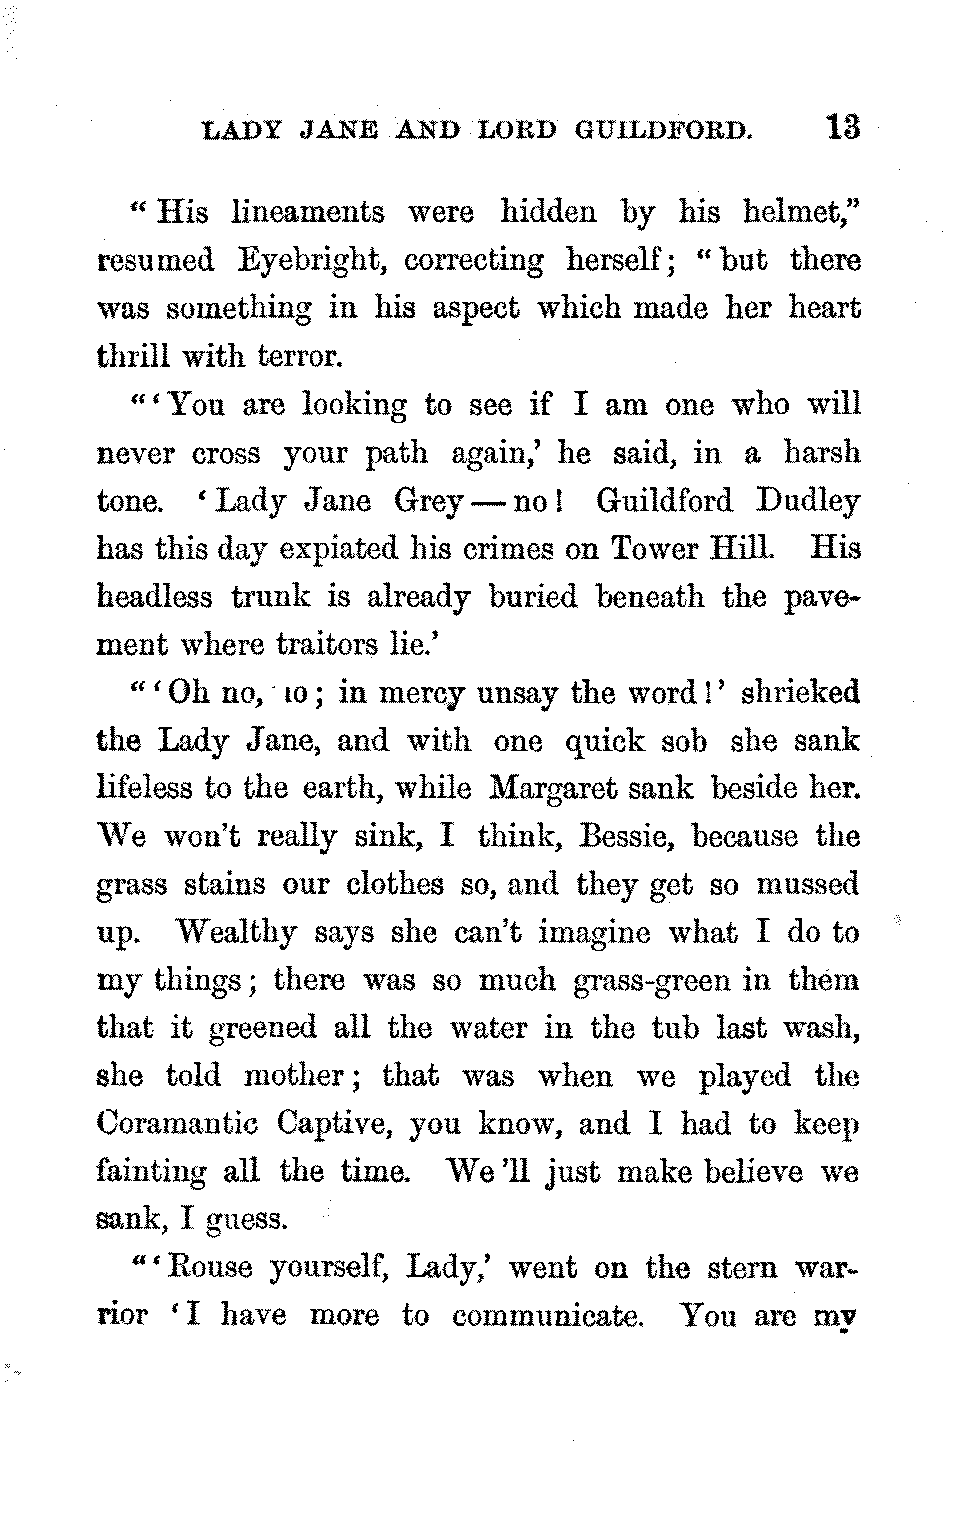 LADY JANE AND LORD GUILDFORD. 13
“ His lineaments were hidden by his helmet,”
resumed Eyebright, correcting herself; “ but there
was something in his aspect which made her heart
thrill with terror.
“ ‘ You are looking to see if I am one who will
never cross your path again,’ he said, in a harsh
tone. ‘ Lady Jane Grey — no! Guildford Dudley
has this day expiated his crimes on Tower Hill. His
headless trunk is already buried beneath the pave-
ment where traitors lie.’
“ ‘ Oh no, no; in mercy unsay the word!’ shrieked
the Lady Jane, and with one quick sob she sank
lifeless to the earth, while Margaret sank beside her.
We won’t really sink, I think, Bessie, because the
grass stains our clothes so, and they get so mussed
up. Wealthy says she can’t imagine what I do to
my things; there was so much grass-green in them
that it greened all the water in the tub last wash,
she told mother; that was when we played the
Coramantic Captive, you know, and I had to keep
fainting all the time. We ’ll just make believe we
sank, I guess.
“ ‘ Rouse yourself, Lady,’ went on the stern war-
rior ‘ I have more to communicate. You are my